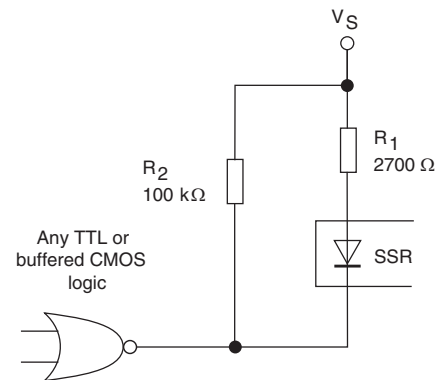 V_S
R_1
2700 Ω
R_2
100 kΩ
Any TTL or
buffered CMOS
logic
SSR